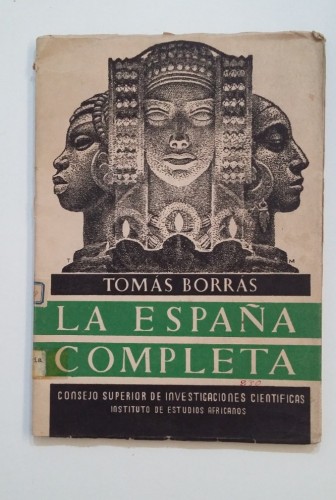 T M
TOMÁS BORRAS
LA ESPAÑA
COMPLETA
CONSEJO SUPERIOR DE INVESTIGACIONES CIENTIFICAS
INSTITUTO DE ESTUDIOS AFRICANOS